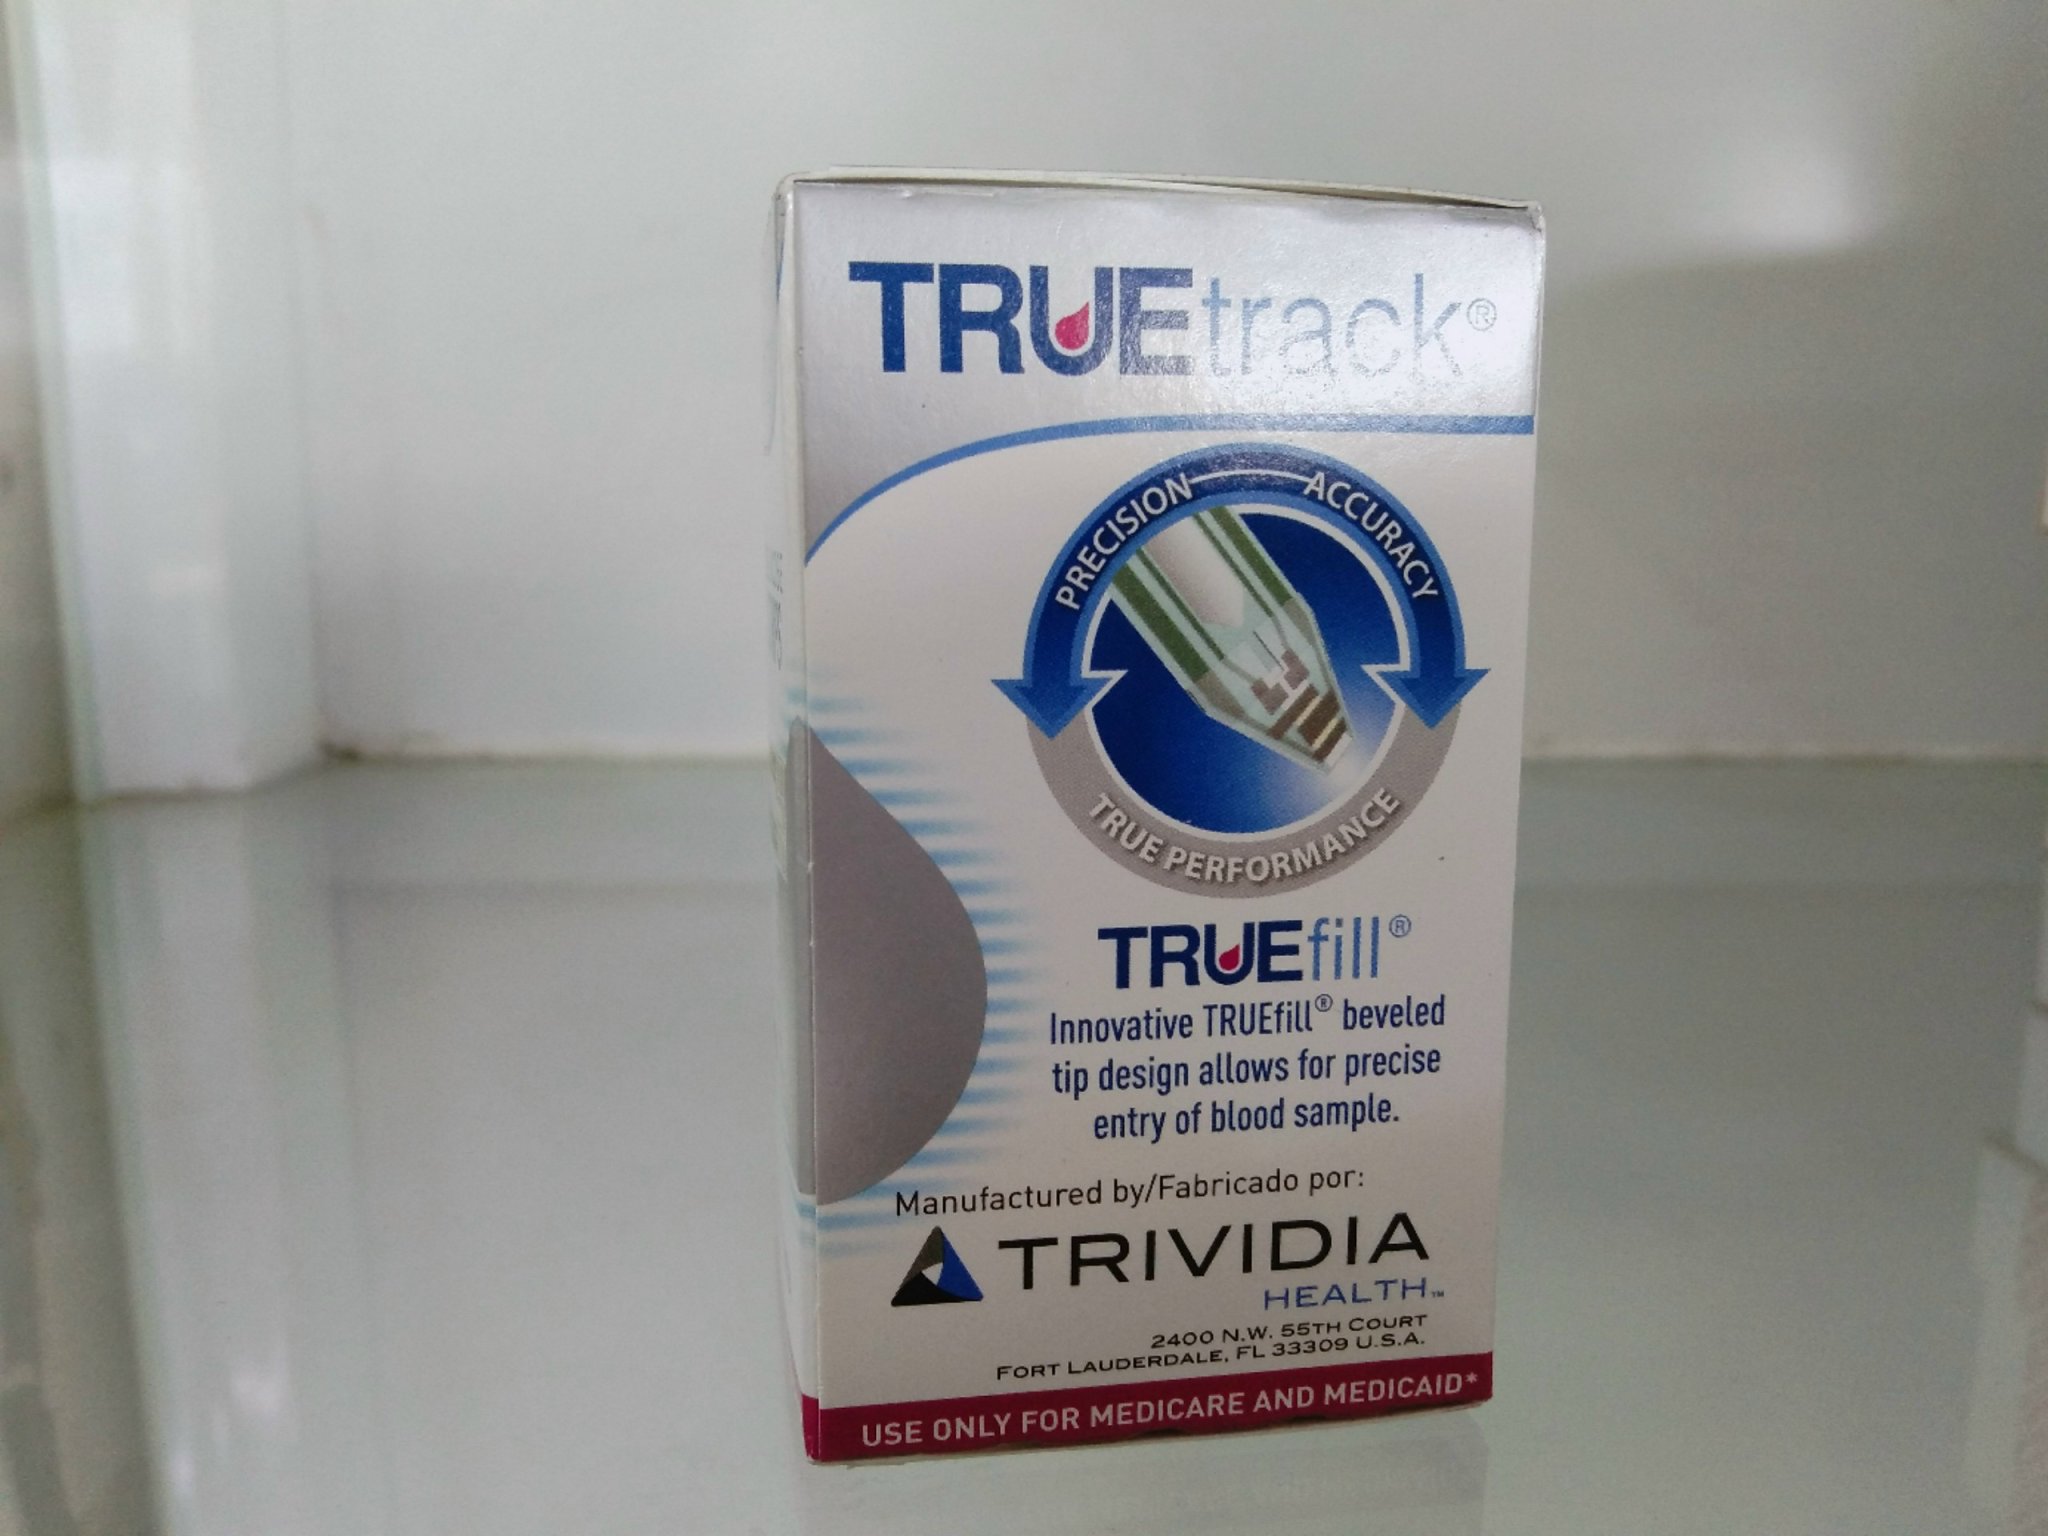 TRUEtrack®
PRECISION
ACCURACY
TRUE PERFORMANCE
TRUEfill®
Innovative TRUEfill® beveled
tip design allows for precise
entry of blood sample.
Manufactured by/Fabricado por:
TRIVIDIA
HEALTH™
2400 N.W. 55TH COURT
FORT LAUDERDALE, FL 33309 U.S.A.
USE ONLY FOR MEDICARE AND MEDICAID*